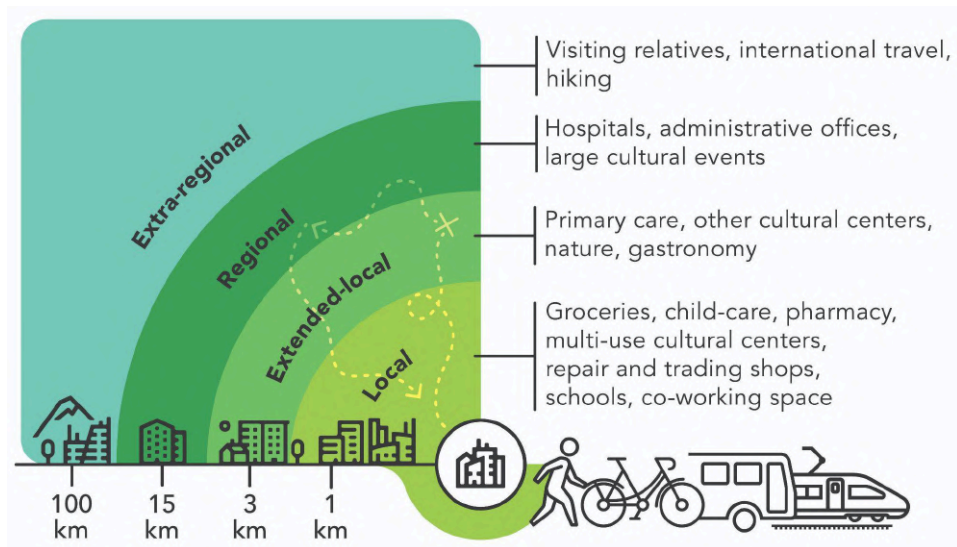 Visiting relatives, international travel,
hiking
Hospitals, administrative offices,
large cultural events
Primary care, other cultural centers,
nature, gastronomy
Groceries, child-care, pharmacy,
multi-use cultural centers,
repair and trading shops,
schools, co-working space
Extra-regional
Regional
Extended-local
Local
100
km
15
km
3
km
1
km